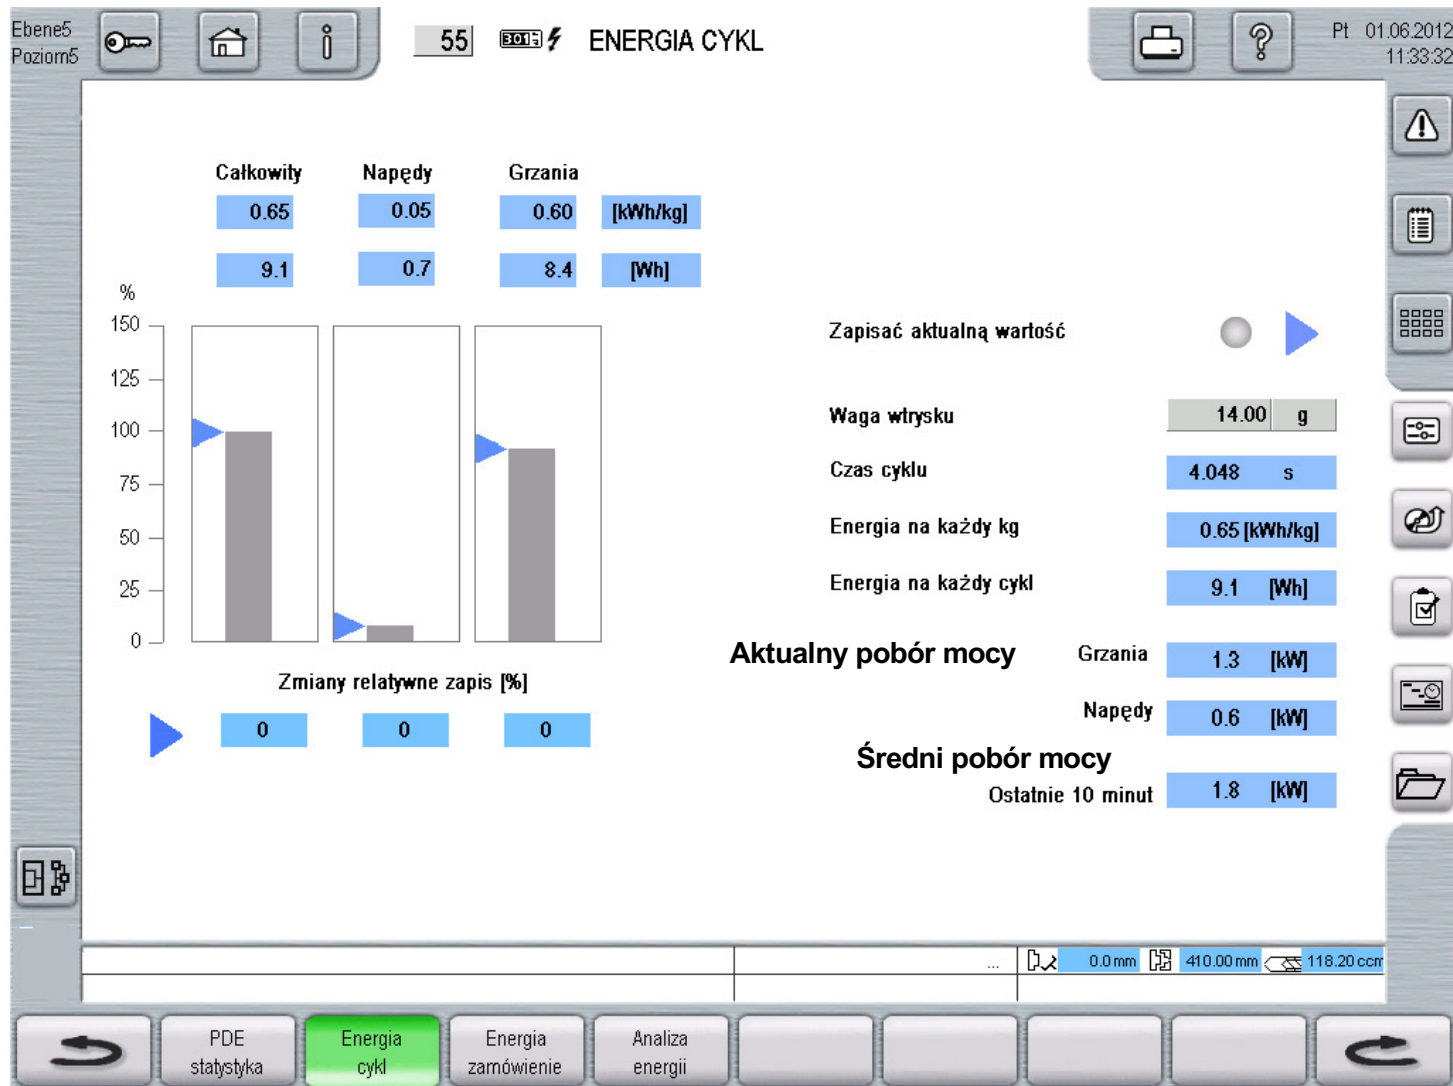 Ebene5
Poziom5
55
ENERGIA CYKL
Pt 01.06.2012
11:33:32
Całkowity Napędy Grzania
0.65 0.05 0.60 [kWh/kg]
9.1 0.7 8.4 [Wh]
%
150
125
100
75
50
25
0
Zmiany relatywne zapis [%]
0 0 0
Zapisać aktualną wartość
Waga wtrysku 14.00 g
Czas cyklu 4.048 s
Energia na każdy kg 0.65 [kWh/kg]
Energia na każdy cykl 9.1 [Wh]
Aktualny pobór mocy Grzania 1.3 [kW]
Napędy 0.6 [kW]
Średni pobór mocy
Ostatnie 10 minut 1.8 [kW]
... 0.0 mm 410.00 mm 118.20 ccm
PDE
statystyka
Energia
cykl
Energia
zamówienie
Analiza
energii